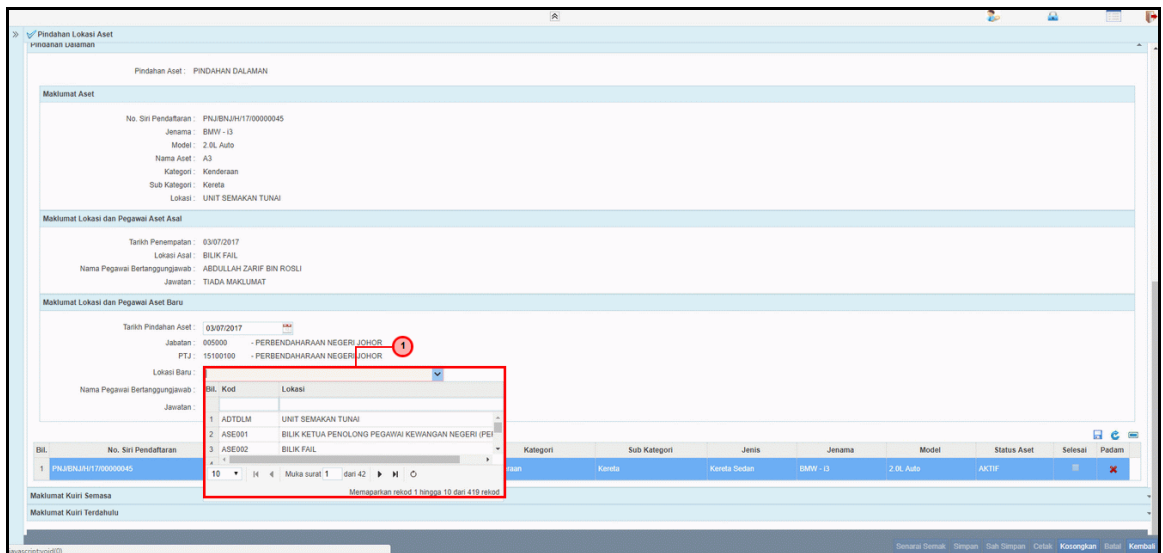 Pindahan Lokasi Aset
Pindahan Dalaman
Pindahan Aset : PINDAHAN DALAMAN
Maklumat Aset
No. Siri Pendaftaran : PNJ/BNJ/H/17/00000045
Jenama : BMW - i3
Model : 2.0L Auto
Nama Aset : A3
Kategori : Kenderaan
Sub Kategori : Kereta
Lokasi : UNIT SEMAKAN TUNAI
Maklumat Lokasi dan Pegawai Aset Asal
Tarikh Penempatan : 03/07/2017
Lokasi Asal : BILIK FAIL
Nama Pegawai Bertanggungjawab : ABDULLAH ZARIF BIN ROSLI
Jawatan : TIADA MAKLUMAT
Maklumat Lokasi dan Pegawai Aset Baru
Tarikh Pindahan Aset : 03/07/2017
Jabatan : 005000 - PERBENDAHARAAN NEGERI JOHOR
1
PTJ : 15100100 - PERBENDAHARAAN NEGERI JOHOR
Lokasi Baru :
Nama Pegawai Bertanggungjawab :
Jawatan :
Bil. Kod Lokasi
1 ADTDLM UNIT SEMAKAN TUNAI
2 ASE001 BILIK KETUA PENOLONG PEGAWAI KEWANGAN NEGERI (PEI
3 ASE002 BILIK FAIL
10 Muka surat 1 dari 42
Memaparkan rekod 1 hingga 10 dari 419 rekod
Bil. No. Siri Pendaftaran Kategori Sub Kategori Jenis Jenama Model Status Aset Selesai Padam
1 PNJ/BNJ/H/17/00000045 raan Kereta Kereta Sedan BMW - i3 2.0L Auto AKTIF
Maklumat Kuiri Semasa
Maklumat Kuiri Terdahulu
Senarai Semak Simpan Sah Simpan Cetak Kosongkan Batal Kembali
avascript:void(0)